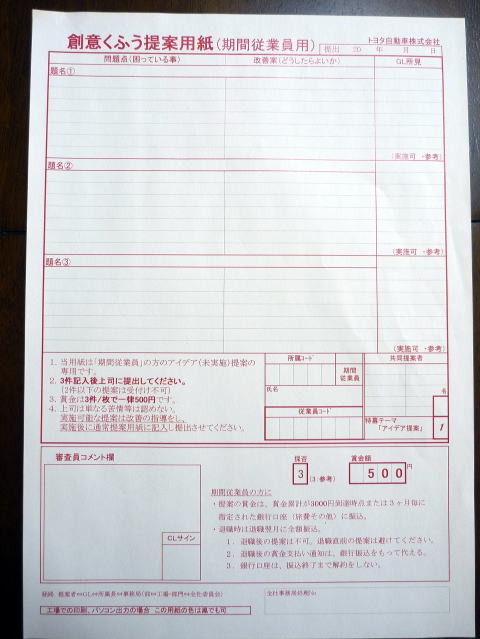 創意くふう提案用紙(期間従業員用)
トヨタ自動車株式会社
提出 20 年 月 日
問題点(困っている事)
改善案(どうしたらよいか)
GL所見
題名①
(実施可・参考)
題名②
(実施可・参考)
題名③
(実施可・参考)
1. 当用紙は「期間従業員」の方のアイデア(未実施)提案の
専用です。
2. 3件記入後上司に提出してください。
(2件以下の提案は受付け不可)
3. 賞金は3件/枚で一律500円です。
4. 上司は単なる苦情等は認めない。
実施可能な提案は改善の指導をし、
実施後に通常提案用紙に記入し提出させてください。
所属コード
期間
従業員
氏名
従業員コード
共同提案者
名
特裏テーマ
「アイデア提案」
1
審査員コメント欄
CLサイン
採否
3
(3:参考)
賞金額
500
円
期間従業員の方に
・提案の賞金は、賞金累計が3000円到達時点または3ヶ月毎に
指定された銀行口座(旅費その他)に振込。
・退職時は退職翌月に全額振込。
1. 退職後の提案は不可。退職直前の提案は避けてください。
2. 退職後の賞金支払い通知は、銀行振込をもって代える。
3. 銀行口座は、振込終了まで解約をしない。
経路 提案者⇔GL⇔所属長⇔事務局
全社事務局処理No
工場での印刷、パソコン出力の場合 この用紙の色は黒でも可